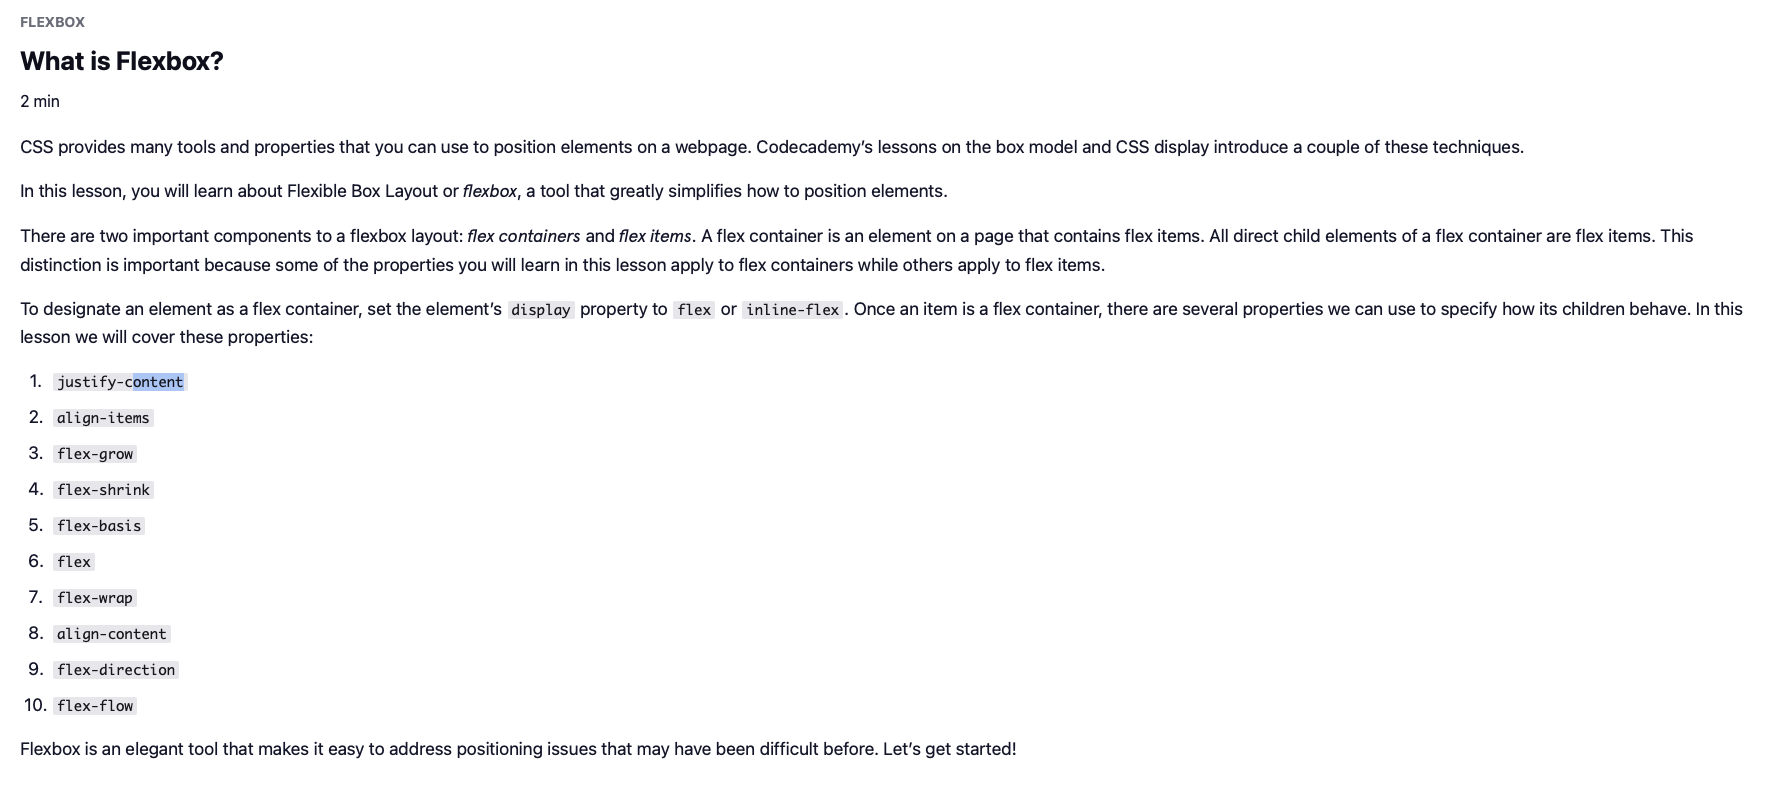 FLEXBOX
What is Flexbox?
2 min
CSS provides many tools and properties that you can use to position elements on a webpage. Codecademy’s lessons on the box model and CSS display introduce a couple of these techniques.
In this lesson, you will learn about Flexible Box Layout or flexbox, a tool that greatly simplifies how to position elements.
There are two important components to a flexbox layout: flex containers and flex items. A flex container is an element on a page that contains flex items. All direct child elements of a flex container are flex items. This
distinction is important because some of the properties you will learn in this lesson apply to flex containers while others apply to flex items.
To designate an element as a flex container, set the element’s display property to flex or inline-flex. Once an item is a flex container, there are several properties we can use to specify how its children behave. In this
lesson we will cover these properties:
1. justify-content
2. align-items
3. flex-grow
4. flex-shrink
5. flex-basis
6. flex
7. flex-wrap
8. align-content
9. flex-direction
10. flex-flow
Flexbox is an elegant tool that makes it easy to address positioning issues that may have been difficult before. Let’s get started!